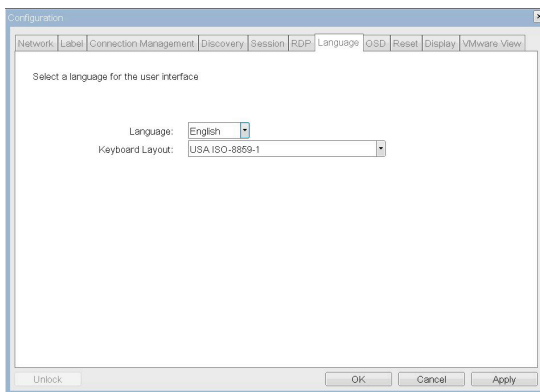 Configuration
Network Label Connection Management Discovery Session RDP Language OSD Reset Display VMware View
Select a language for the user interface
Language: English
Keyboard Layout: USA ISO-8859-1
Unlock OK Cancel Apply